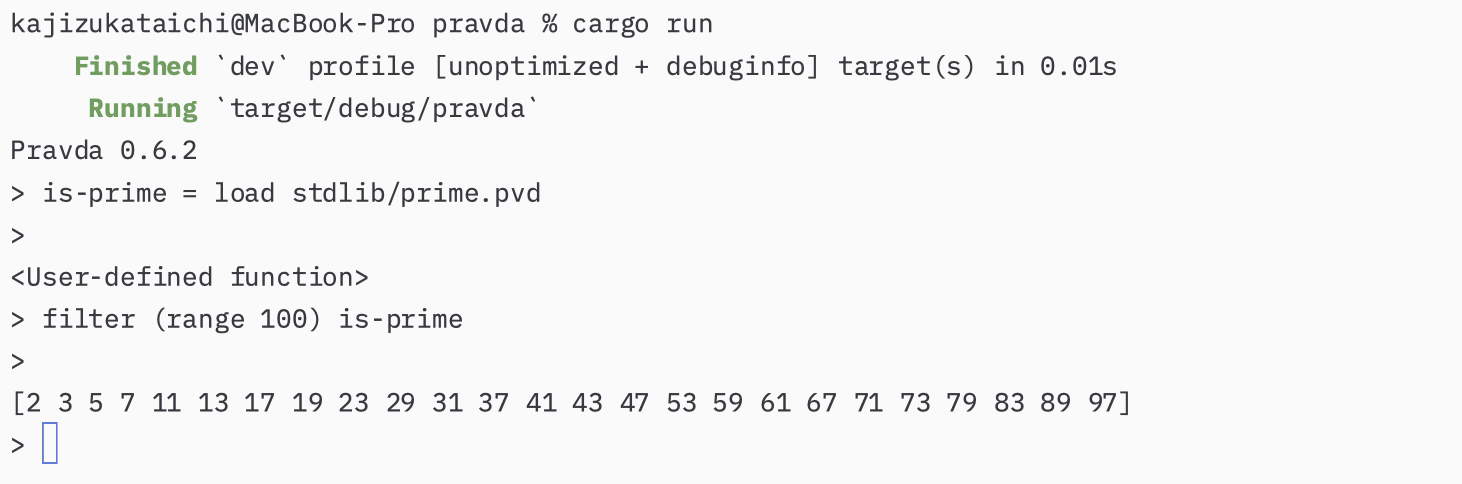 kajizukataichi@MacBook-Pro pravda % cargo run
Finished `dev` profile [unoptimized + debuginfo] target(s) in 0.01s
Running `target/debug/pravda`
Pravda 0.6.2
> is-prime = load stdlib/prime.pvd
>
<User-defined function>
> filter (range 100) is-prime
>
[2 3 5 7 11 13 17 19 23 29 31 37 41 43 47 53 59 61 67 71 73 79 83 89 97]
>